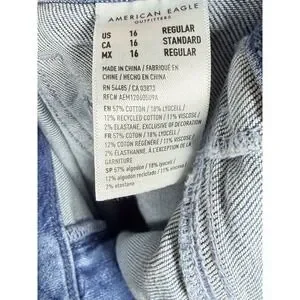 AMERICAN EAGLE
OUTFITTERS
US 16 REGULAR
CA 16 STANDARD
MX 16 REGULAR
MADE IN CHINA / FABRIQUÉ EN
CHINE / HECHO EN CHINA
RN 54485 / CA 03873
EN 57% COTTON / 18% LYOCELL /
12% RECYCLED COTTON / 11% VISCOSE /
2% ELASTANE, EXCLUSIVE OF DECORATION
FR 57% COTON / 18% LYOCELL /
12% COTON RÉGÉNÉRÉ / 11% VISCOSE /
2% ÉLASTHANNE, À L'EXCEPTION DE LA
GARNITURE
SP 57% algodón / 18% lyocell /
12% algodón reciclado / 11% viscosa /
2% elastano